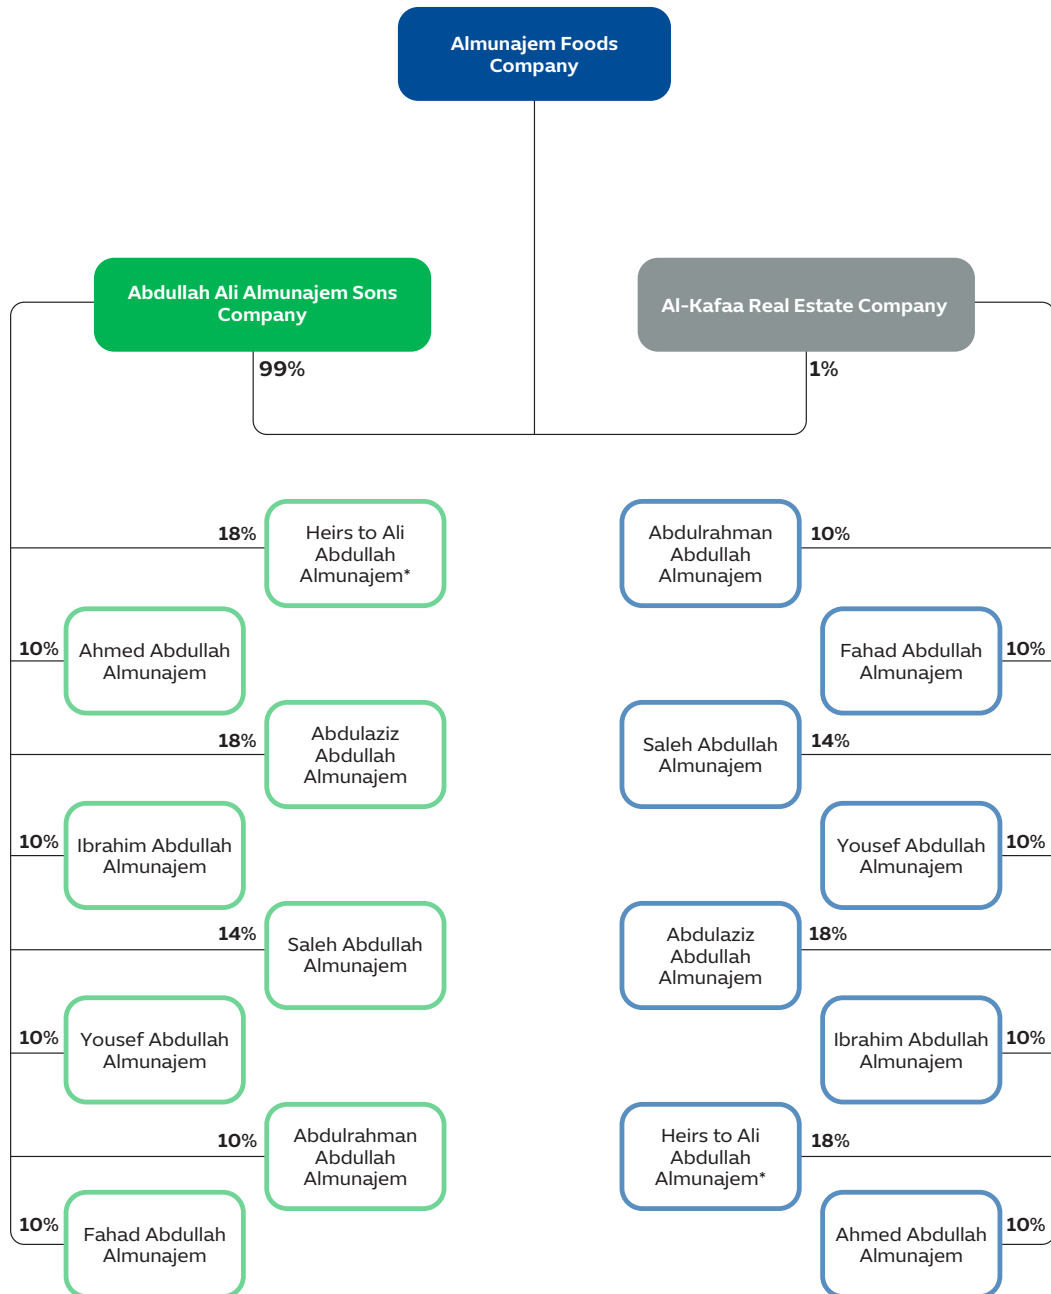 Almunajem Foods
Company
Abdullah Ali Almunajem Sons
Company
Al-Kafaa Real Estate Company
99%
1%
18%
Heirs to Ali
Abdullah
Almunajem*
Abdulrahman
Abdullah
Almunajem
10%
10%
Ahmed Abdullah
Almunajem
Fahad Abdullah
Almunajem
10%
18%
Abdulaziz
Abdullah
Almunajem
Saleh Abdullah
Almunajem
14%
10%
Ibrahim Abdullah
Almunajem
Yousef Abdullah
Almunajem
10%
14%
Saleh Abdullah
Almunajem
Abdulaziz
Abdullah
Almunajem
18%
10%
Yousef Abdullah
Almunajem
Ibrahim Abdullah
Almunajem
10%
10%
Abdulrahman
Abdullah
Almunajem
Heirs to Ali
Abdullah
Almunajem*
18%
10%
Fahad Abdullah
Almunajem
Ahmed Abdullah
Almunajem
10%